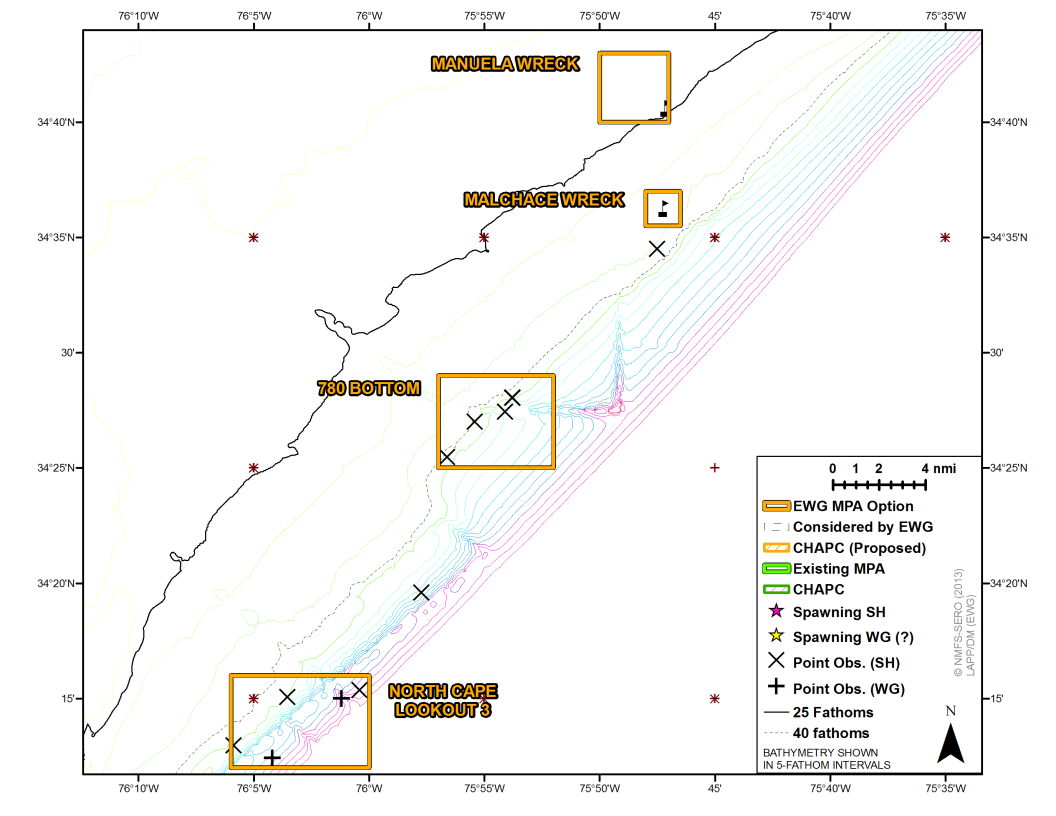 76°10'W 76°5'W 76°0'W 75°55'W 75°50'W 45' 75°40'W 75°35'W
MANUELA WRECK
34°40'N 34°40'N
MALCHACE WRECK
34°35'N 34°35'N
30' 30'
780 BOTTOM
34°25'N 34°25'N
0 1 2 4 nmi
EWG MPA Option
Considered by EWG
CHAPC (Proposed)
Existing MPA
CHAPC
Spawning SH
Spawning WG (?)
Point Obs. (SH)
Point Obs. (WG)
25 Fathoms
40 fathoms
BATHYMETRY SHOWN
IN 5-FATHOM INTERVALS
N
© NMFS-SERO (2013)
LAPP/DM (EWG)
34°20'N 34°20'N
NORTH CAPE
LOOKOUT 3
15' 15'
76°10'W 76°5'W 76°0'W 75°55'W 75°50'W 45' 75°40'W 75°35'W